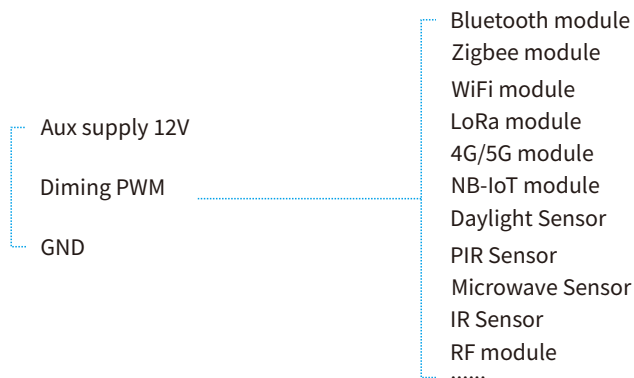 Aux supply 12V
Diming PWM
GND
Bluetooth module
Zigbee module
WiFi module
LoRa module
4G/5G module
NB-IoT module
Daylight Sensor
PIR Sensor
Microwave Sensor
IR Sensor
RF module
......